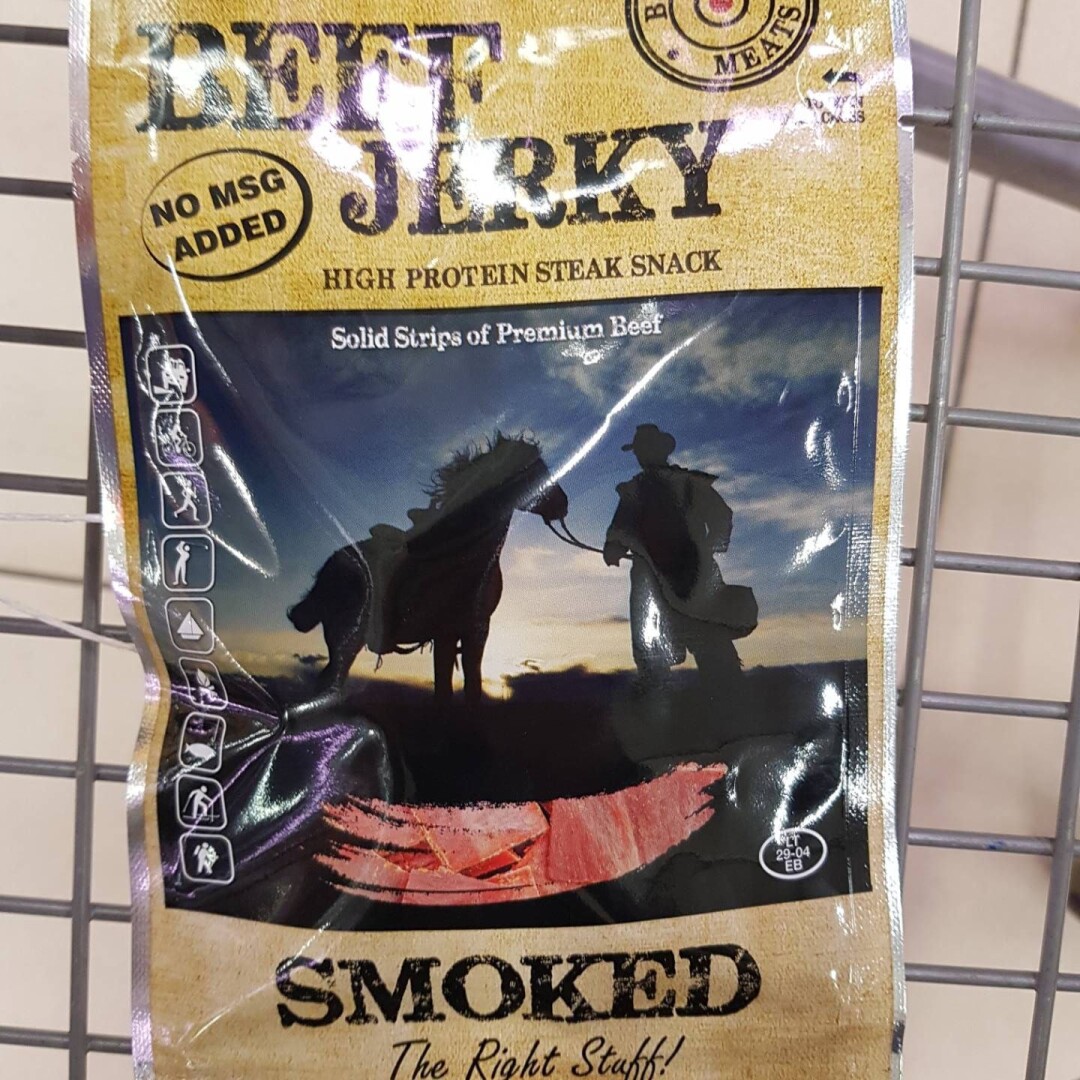 BEEF
MEATS
JERKY
NO MSG
ADDED
HIGH PROTEIN STEAK SNACK
Solid Strips of Premium Beef
LT
29-04
EB
SMOKED
The Right Stuff!